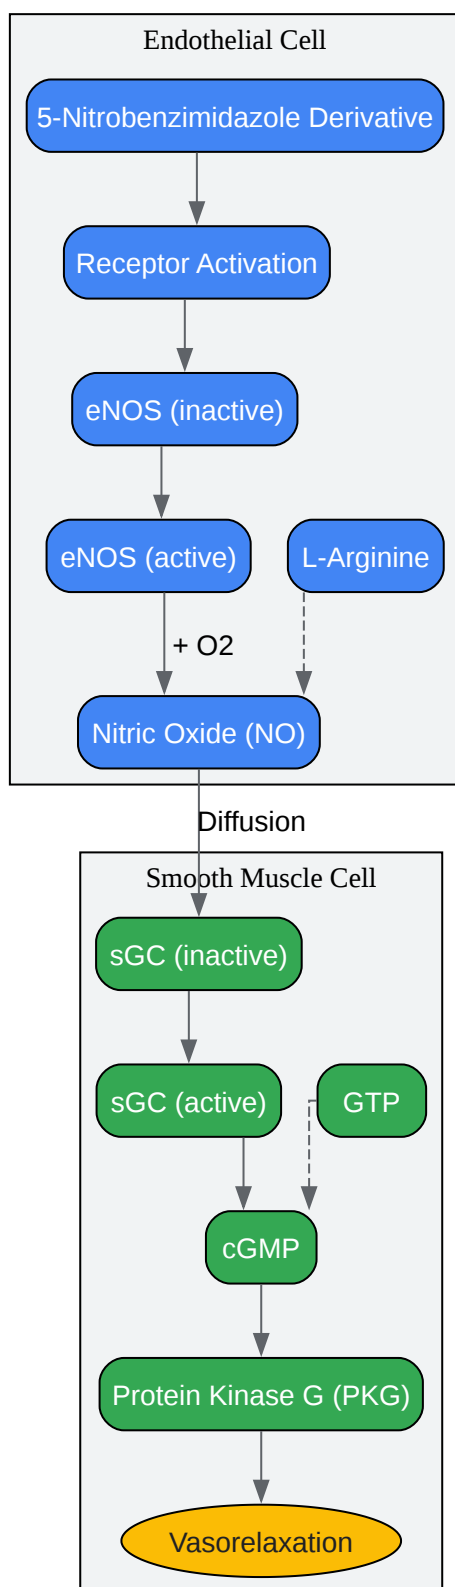 Endothelial Cell
5-Nitrobenzimidazole Derivative
Receptor Activation
eNOS (inactive)
eNOS (active)
L-Arginine
+ O2
Nitric Oxide (NO)
Diffusion
Smooth Muscle Cell
sGC (inactive)
sGC (active)
GTP
cGMP
Protein Kinase G (PKG)
Vasorelaxation